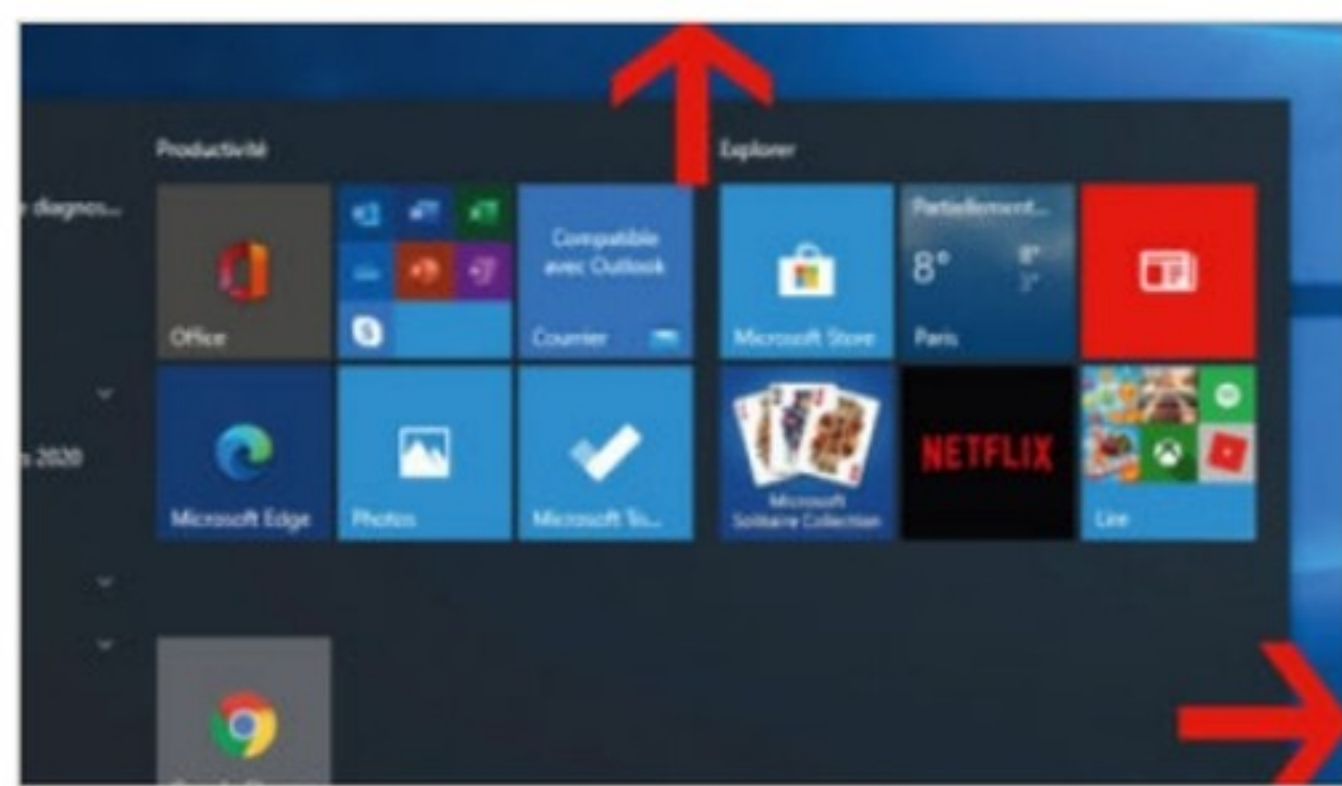 Productivité
Explorer
diagnos...
Compatible
avec Outlook
Office
Courrier
Microsoft Store
Partiellement...
8°
8°
3°
Paris
s 2020
Microsoft Edge
Photos
Microsoft To...
Microsoft
Solitaire Collection
NETFLIX
Lire